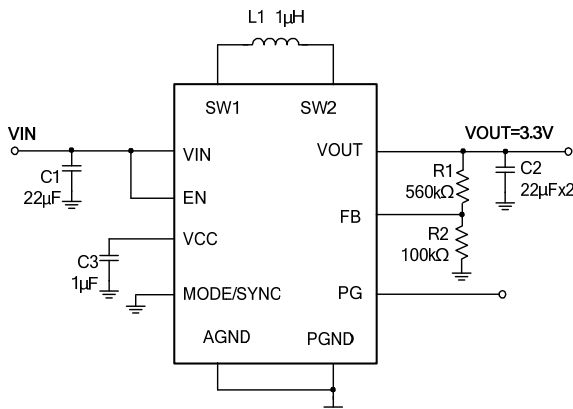 L1 1µH
SW1 SW2
VIN VOUT=3.3V
VIN VOUT
C1 22µF
R1 560kΩ
C2 22µFx2
EN FB
R2 100kΩ
VCC
C3 1µF
MODE/SYNC PG
AGND PGND